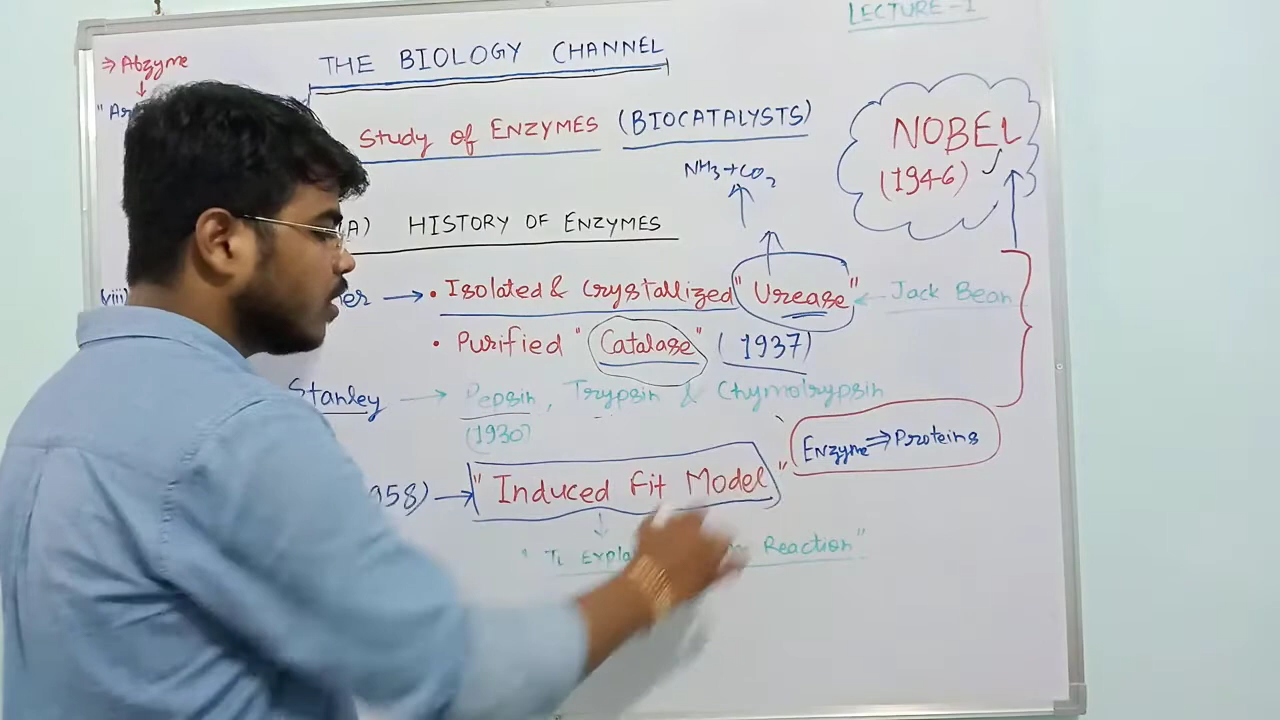 LECTURE-1
⇒ Abzyme
THE BIOLOGY CHANNEL
Study of ENZYMES (BIOCATALYSTS)
NOBEL
(1946)
NH3+CO2
(A) HISTORY OF ENZYMES
(viii) → • Isolated & Crystallized "Urease" ← Jack Bean
• Purified "Catalase" (1937)
Stanley → Pepsin, Trypsin & Chymotrypsin
(1930)
Enzyme ⇒ Proteins
→ "Induced Fit Model"
Reaction"